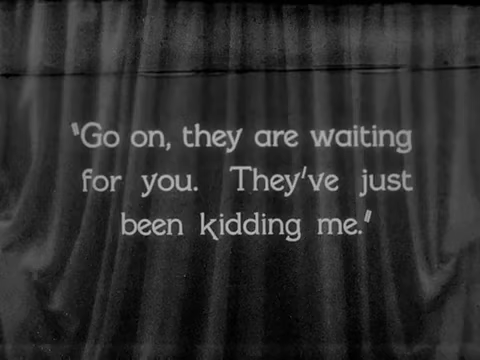 "Go on, they are waiting
for you. They've just
been kidding me."